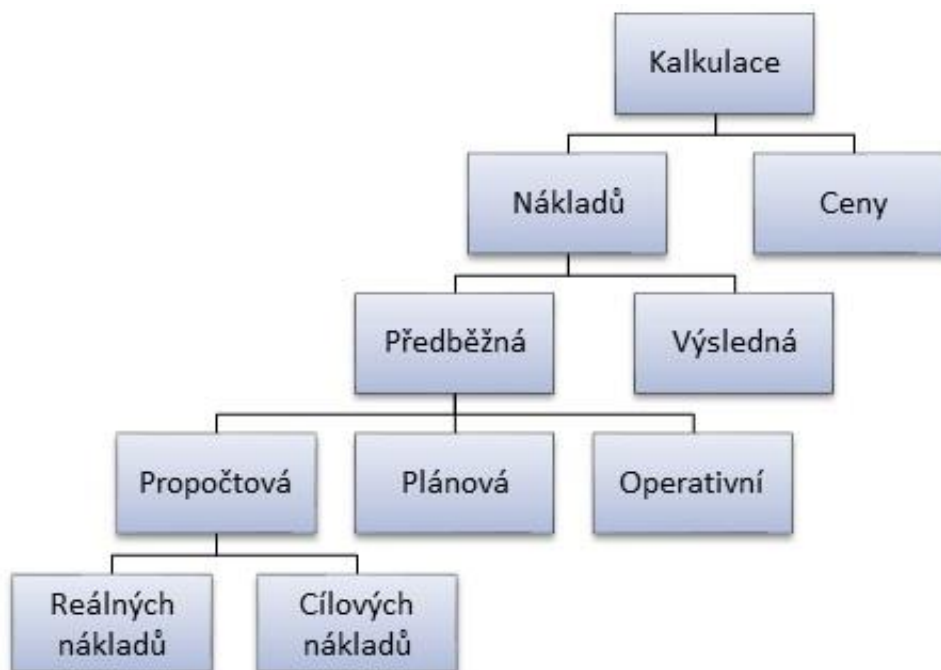 Kalkulace
Nákladů
Ceny
Předběžná
Výsledná
Propočtová
Plánová
Operativní
Reálných
nákladů
Cílových
nákladů